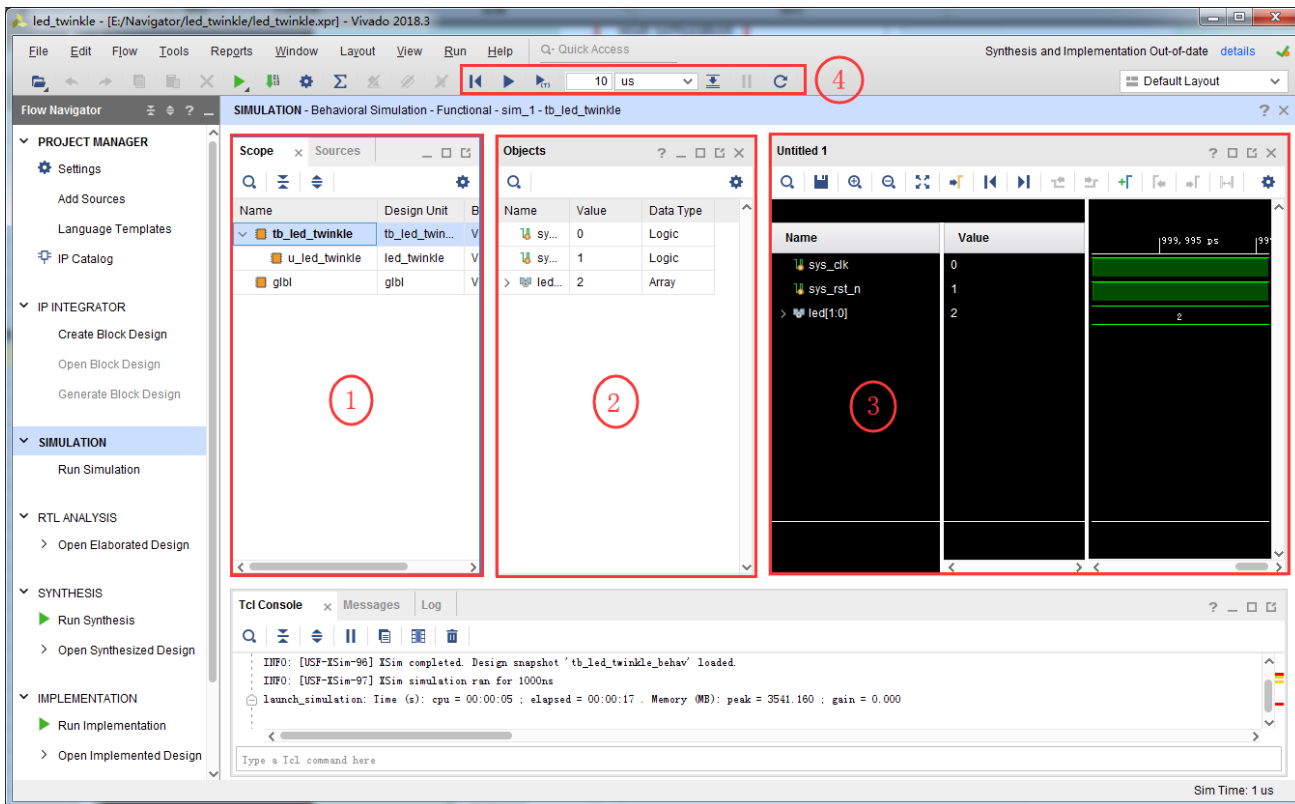 led_twinkle - [E:/Navigator/led_twinkle/led_twinkle.xpr] - Vivado 2018.3
File Edit Flow Tools Reports Window Layout View Run Help Q- Quick Access
Synthesis and Implementation Out-of-date details
10 us
④
Default Layout
Flow Navigator
SIMULATION - Behavioral Simulation - Functional - sim_1 - tb_led_twinkle
PROJECT MANAGER
Settings
Add Sources
Language Templates
IP Catalog
IP INTEGRATOR
Create Block Design
Open Block Design
Generate Block Design
SIMULATION
Run Simulation
RTL ANALYSIS
Open Elaborated Design
SYNTHESIS
Run Synthesis
Open Synthesized Design
IMPLEMENTATION
Run Implementation
Open Implemented Design
Scope Sources
Name Design Unit B
tb_led_twinkle tb_led_twin... V
u_led_twinkle led_twinkle V
glbl glbl V
①
Objects
Name Value Data Type
sy... 0 Logic
sy... 1 Logic
led... 2 Array
②
Untitled 1
Name Value
999,995 ps 99
sys_clk 0
sys_rst_n 1
led[1:0] 2 2
③
Tcl Console Messages Log
INFO: [USF-XSim-96] XSim completed. Design snapshot 'tb_led_twinkle_behav' loaded.
INFO: [USF-XSim-97] XSim simulation ran for 1000ns
launch_simulation: Time (s): cpu = 00:00:05 ; elapsed = 00:00:17 . Memory (MB): peak = 3541.160 ; gain = 0.000
Type a Tcl command here
Sim Time: 1 us